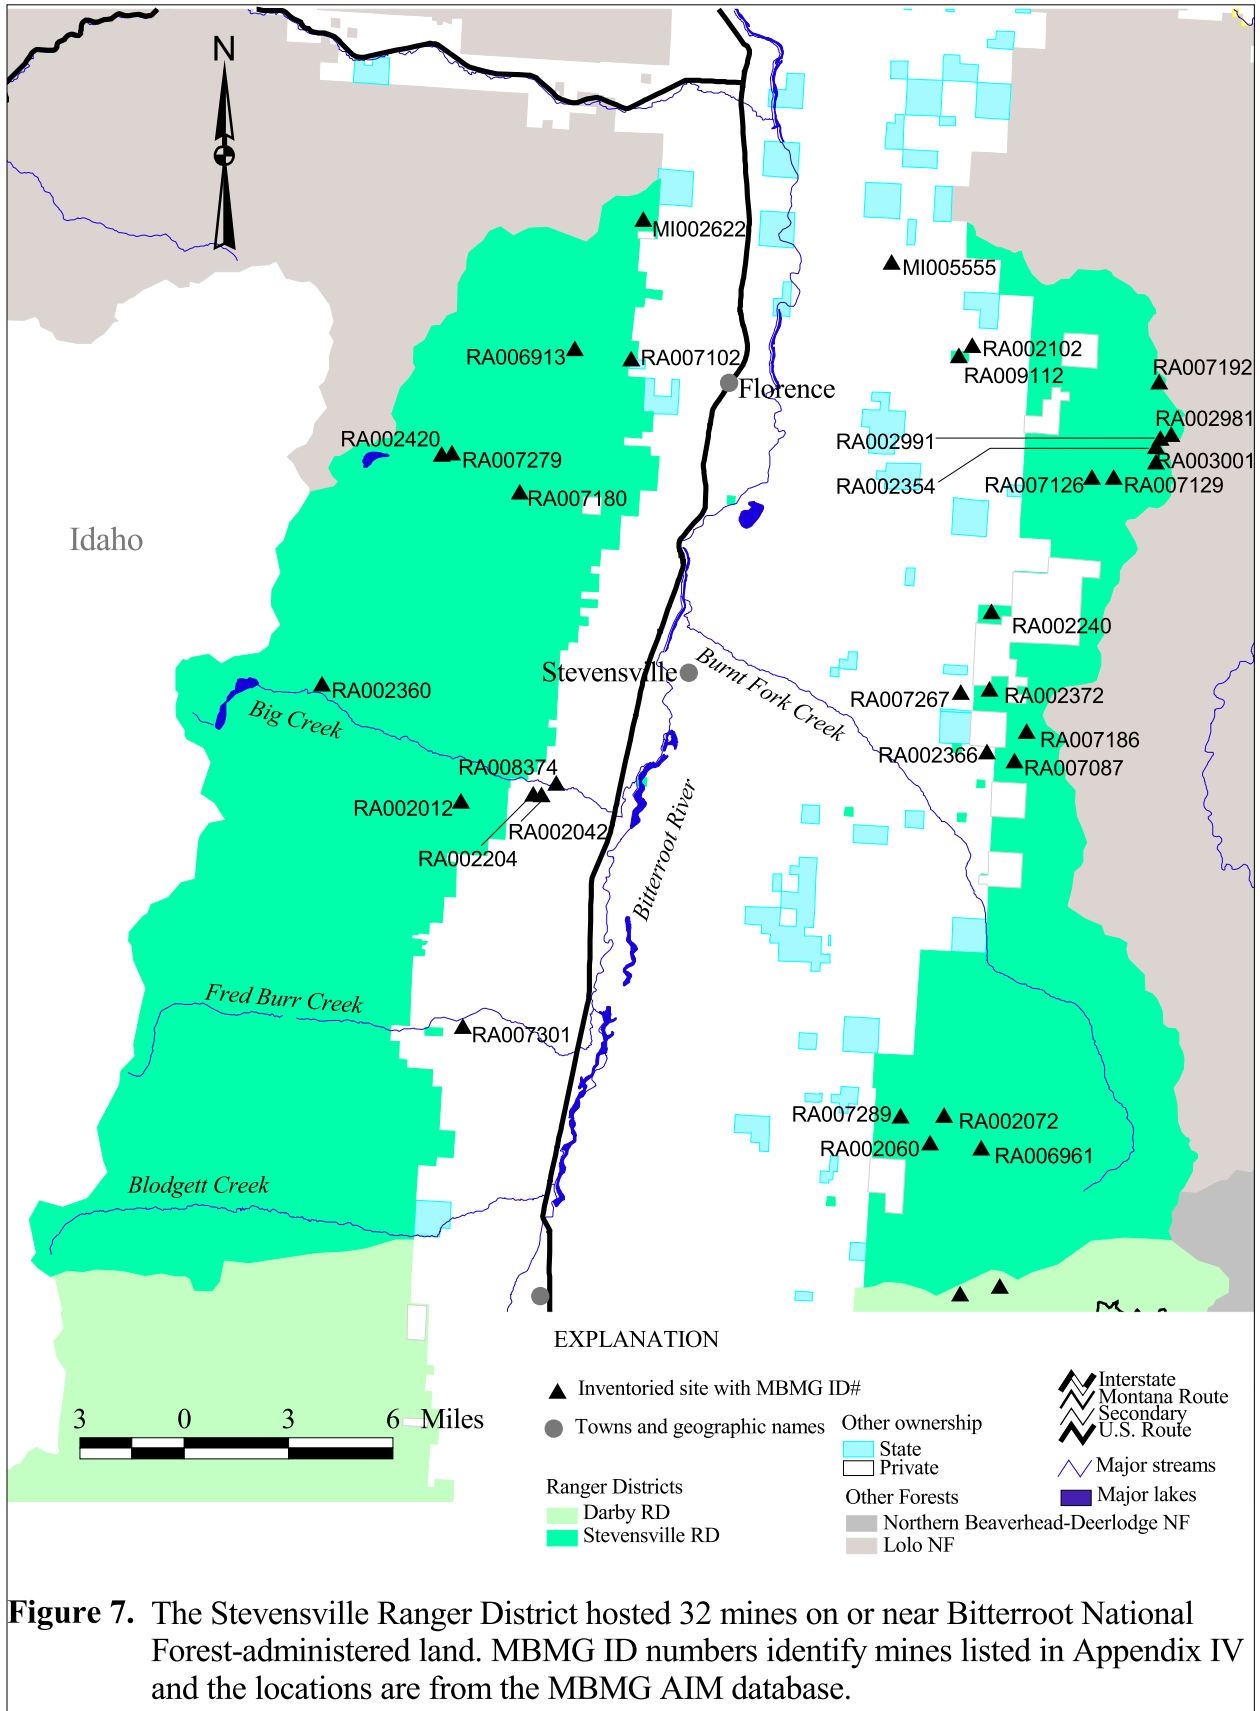 N
MI002622
MI005555
RA006913
RA007102
RA002102
RA009112
RA007192
Florence
RA002981
RA002420
RA002991
RA007279
RA003001
RA002354
RA007126
RA007129
RA007180
Idaho
RA002240
Stevensville
Burnt Fork Creek
RA002360
RA007267
RA002372
Big Creek
RA007186
RA002366
RA007087
RA008374
RA002012
RA002042
RA002204
Bitterroot River
Fred Burr Creek
RA007301
RA007289
RA002072
RA002060
RA006961
Blodgett Creek
EXPLANATION
Inventoried site with MBMG ID#
Towns and geographic names
Ranger Districts
Darby RD
Stevensville RD
Other ownership
State
Private
Other Forests
Northern Beaverhead-Deerlodge NF
Lolo NF
Interstate
Montana Route
Secondary
U.S. Route
Major streams
Major lakes
3 0 3 6 Miles
Figure 7. The Stevensville Ranger District hosted 32 mines on or near Bitterroot National
Forest-administered land. MBMG ID numbers identify mines listed in Appendix IV
and the locations are from the MBMG AIM database.